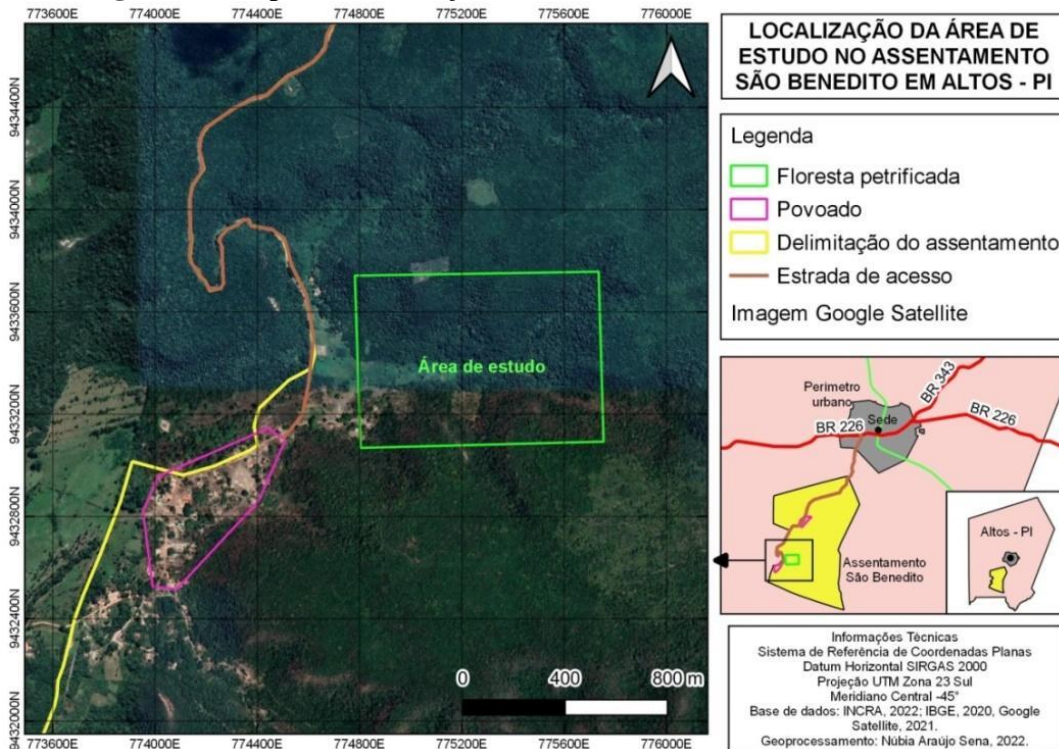 773600E 774000E 774400E 774800E 775200E 775600E 776000E
9434400N
9434000N
9433600N
9433200N
9432800N
9432400N
9432000N
Área de estudo
0 400 800 m
773600E 774000E 774400E 774800E 775200E 775600E 776000E
LOCALIZAÇÃO DA ÁREA DE
ESTUDO NO ASSENTAMENTO
SÃO BENEDITO EM ALTOS - PI
Legenda
Floresta petrificada
Povoado
Delimitação do assentamento
Estrada de acesso
Imagem Google Satellite
Perimetro
urbano
Sede
BR 343
BR 226
BR 226
Assentamento
São Benedito
Altos - PI
Informações Técnicas
Sistema de Referência de Coordenadas Planas
Datum Horizontal SIRGAS 2000
Projeção UTM Zona 23 Sul
Meridiano Central -45°
Base de dados: INCRA, 2022; IBGE, 2020, Google
Satellite, 2021.
Geoprocessamento: Núbia Araújo Sena, 2022.